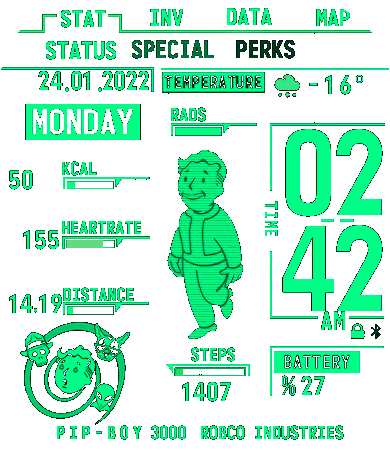 STAT INV DATA MAP
STATUS SPECIAL PERKS
24.01.2022 TEMPERATURE -16°
MONDAY
RADS
02
KCAL
50
TIME
HEARTRATE
155
42
DISTANCE
14.19
AM
STEPS
1407
BATTERY
% 27
PIP-BOY 3000 ROBCO INDUSTRIES